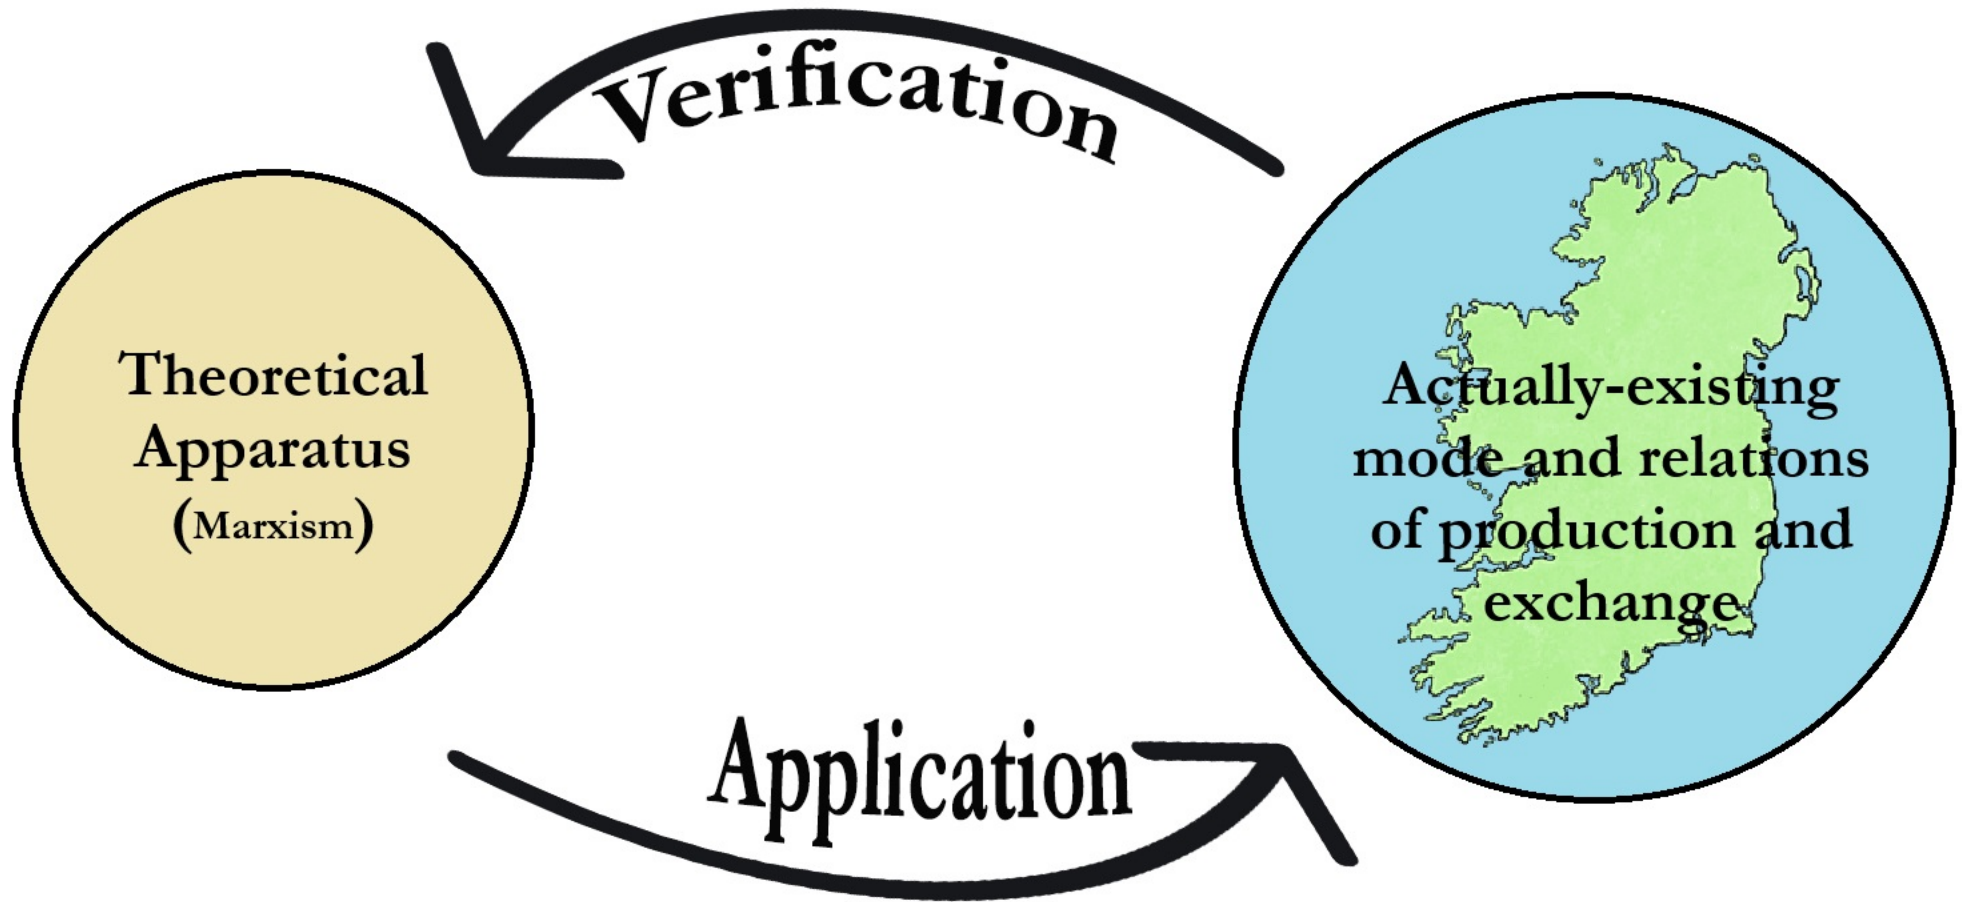 Verification
Theoretical
Apparatus
(Marxism)
Actually-existing
mode and relations
of production and
exchange
Application